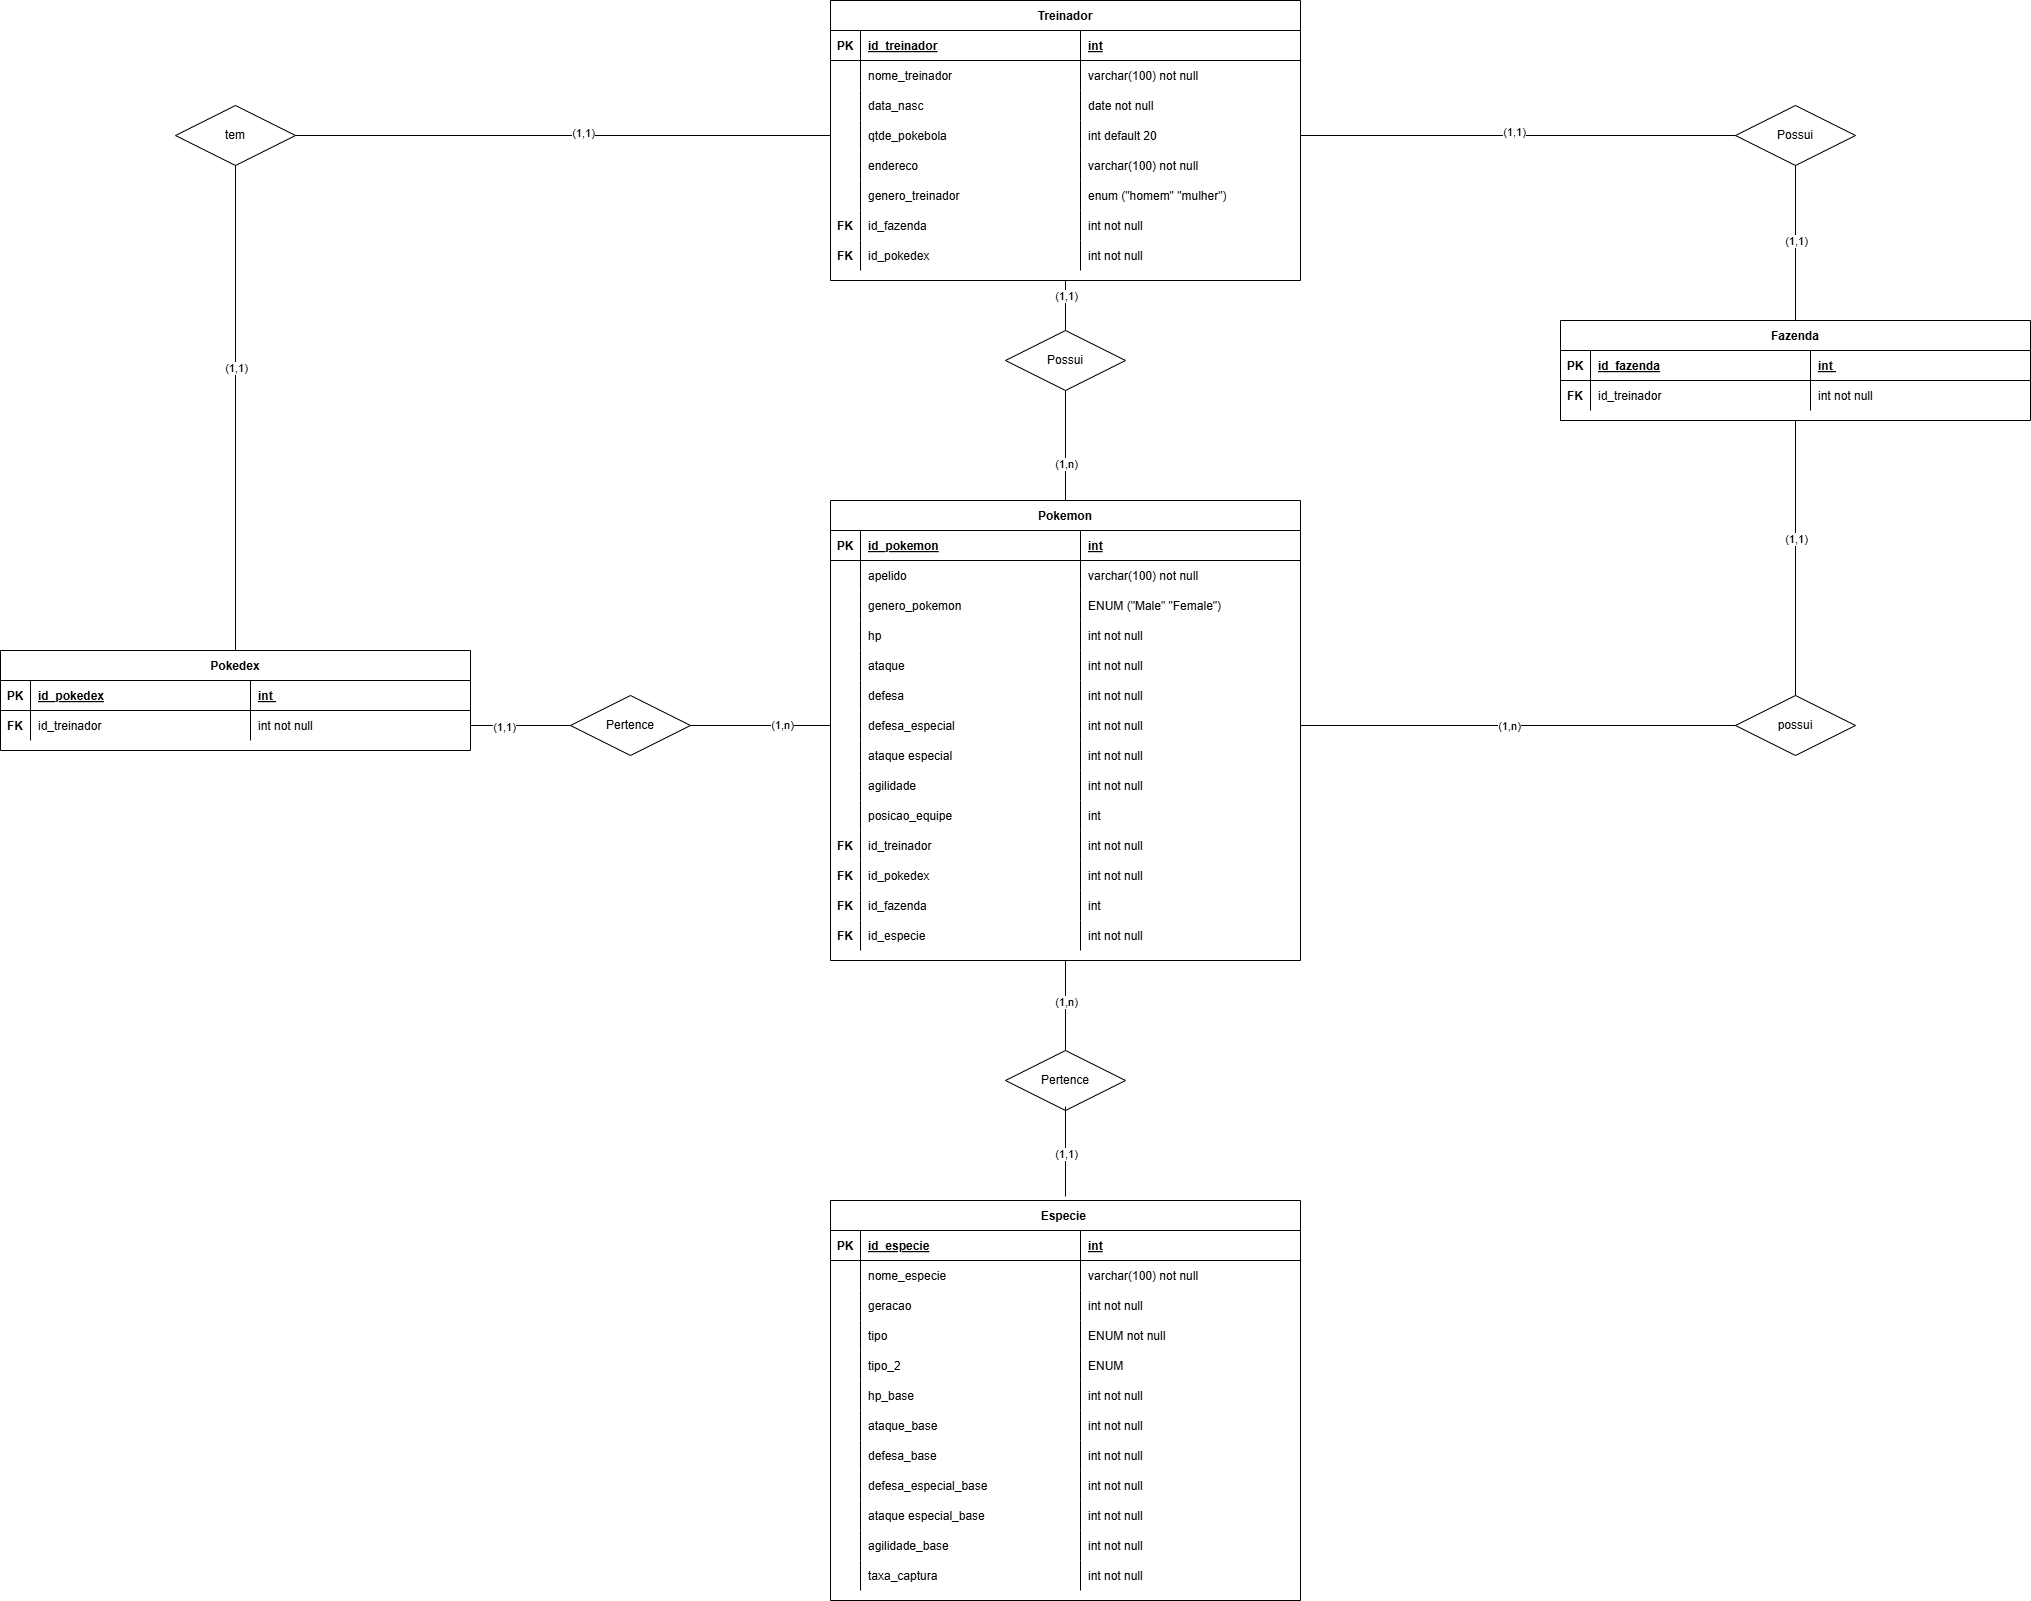 Treinador
PK id_treinador int
nome_treinador varchar(100) not null
data_nasc date not null
qtde_pokebola int default 20
endereco varchar(100) not null
genero_treinador enum ("homem" "mulher")
FK id_fazenda int not null
FK id_pokedex int not null
tem
(1,1)
(1,1)
Possui
(1,1)
(1,1)
(1,1)
Possui
(1,n)
Fazenda
PK id_fazenda int
FK id_treinador int not null
(1,1)
possui
(1,n)
Pokedex
PK id_pokedex int
FK id_treinador int not null
(1,1)
Pertence
(1,n)
Pokemon
PK id_pokemon int
apelido varchar(100) not null
genero_pokemon ENUM ("Male" "Female")
hp int not null
ataque int not null
defesa int not null
defesa_especial int not null
ataque especial int not null
agilidade int not null
posicao_equipe int
FK id_treinador int not null
FK id_pokedex int not null
FK id_fazenda int
FK id_especie int not null
(1,n)
Pertence
(1,1)
Especie
PK id_especie int
nome_especie varchar(100) not null
geracao int not null
tipo ENUM not null
tipo_2 ENUM
hp_base int not null
ataque_base int not null
defesa_base int not null
defesa_especial_base int not null
ataque especial_base int not null
agilidade_base int not null
taxa_captura int not null